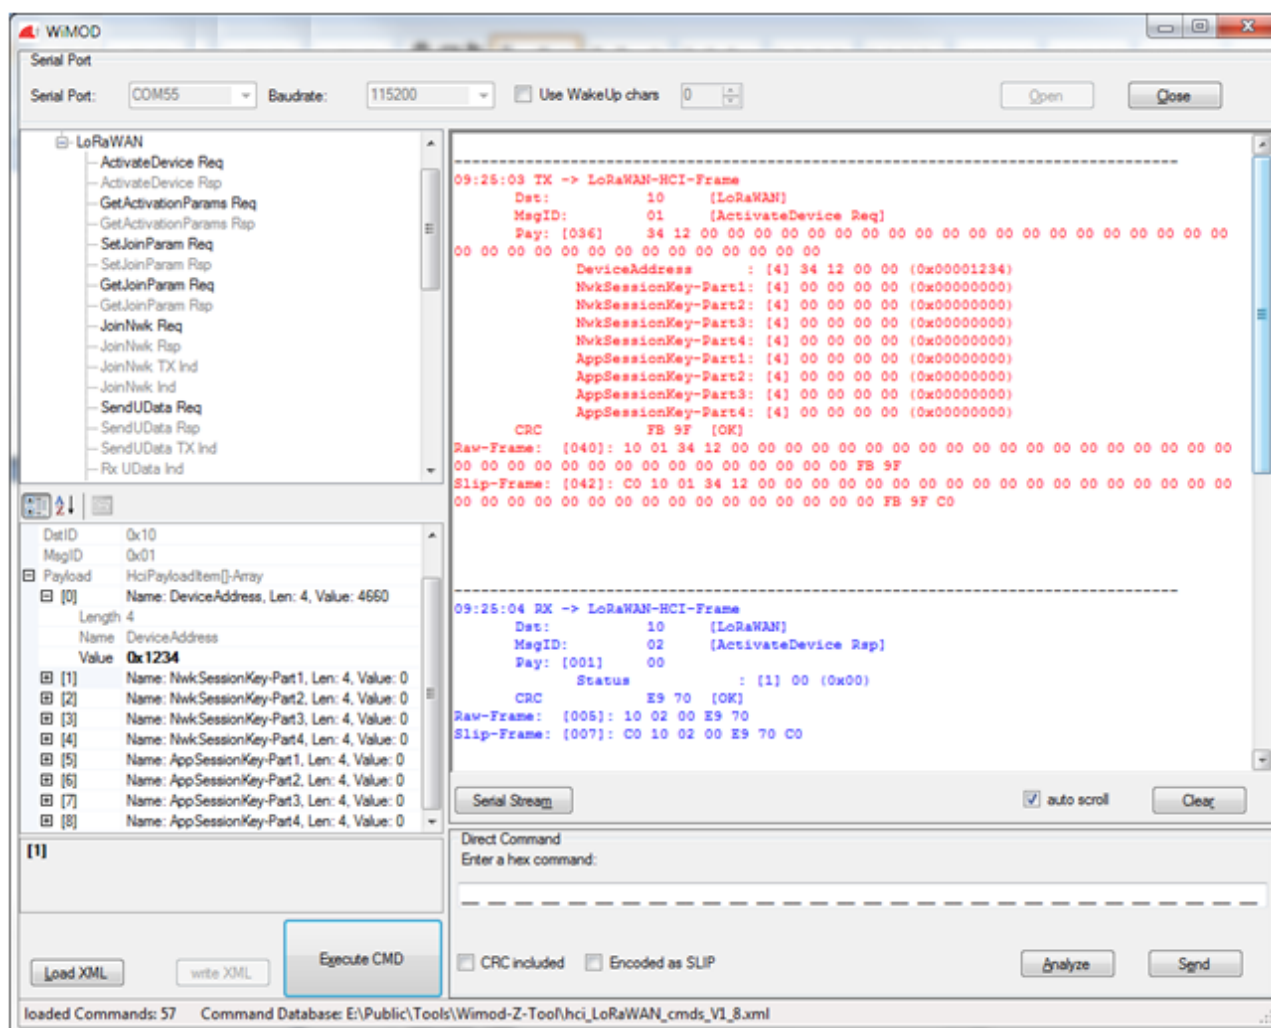 WiMOD
Serial Port
Serial Port:
COM55
Baudrate:
115200
Use WakeUp chars
0
Open
Close
LoRaWAN
ActivateDevice Req
ActivateDevice Rsp
GetActivationParams Req
GetActivationParams Rsp
SetJoinParam Req
SetJoinParam Rsp
GetJoinParam Req
GetJoinParam Rsp
JoinNwk Req
JoinNwk Rsp
JoinNwk TX Ind
JoinNwk Ind
SendUData Req
SendUData Rsp
SendUData TX Ind
Rx UData Ind
DstID 0x10
MsgID 0x01
Payload HciPayloadItem[]-Array
[0] Name: DeviceAddress, Len: 4, Value: 4660
Length 4
Name DeviceAddress
Value 0x1234
[1] Name: NwkSessionKey-Part1, Len: 4, Value: 0
[2] Name: NwkSessionKey-Part2, Len: 4, Value: 0
[3] Name: NwkSessionKey-Part3, Len: 4, Value: 0
[4] Name: NwkSessionKey-Part4, Len: 4, Value: 0
[5] Name: AppSessionKey-Part1, Len: 4, Value: 0
[6] Name: AppSessionKey-Part2, Len: 4, Value: 0
[7] Name: AppSessionKey-Part3, Len: 4, Value: 0
[8] Name: AppSessionKey-Part4, Len: 4, Value: 0
[1]
Load XML
write XML
Execute CMD
09:25:03 TX -> LoRaWAN-HCI-Frame
Dst: 10 [LoRaWAN]
MsgID: 01 [ActivateDevice Req]
Pay: [036] 34 12 00 00 00 00 00 00 00 00 00 00 00 00 00 00 00 00 00 00 00 00
00 00 00 00 00 00 00 00 00 00 00 00 00 00
DeviceAddress : [4] 34 12 00 00 (0x00001234)
NwkSessionKey-Part1: [4] 00 00 00 00 (0x00000000)
NwkSessionKey-Part2: [4] 00 00 00 00 (0x00000000)
NwkSessionKey-Part3: [4] 00 00 00 00 (0x00000000)
NwkSessionKey-Part4: [4] 00 00 00 00 (0x00000000)
AppSessionKey-Part1: [4] 00 00 00 00 (0x00000000)
AppSessionKey-Part2: [4] 00 00 00 00 (0x00000000)
AppSessionKey-Part3: [4] 00 00 00 00 (0x00000000)
AppSessionKey-Part4: [4] 00 00 00 00 (0x00000000)
CRC FB 9F [OK]
Raw-Frame: [040]: 10 01 34 12 00 00 00 00 00 00 00 00 00 00 00 00 00 00 00 00 00 00 00
00 00 00 00 00 00 00 00 00 00 00 00 00 00 00 FB 9F
Slip-Frame: [042]: C0 10 01 34 12 00 00 00 00 00 00 00 00 00 00 00 00 00 00 00 00 00 00
00 00 00 00 00 00 00 00 00 00 00 00 00 00 00 00 FB 9F C0
09:25:04 RX -> LoRaWAN-HCI-Frame
Dst: 10 [LoRaWAN]
MsgID: 02 [ActivateDevice Rsp]
Pay: [001] 00
Status : [1] 00 (0x00)
CRC E9 70 [OK]
Raw-Frame: [005]: 10 02 00 E9 70
Slip-Frame: [007]: C0 10 02 00 E9 70 C0
Serial Stream
auto scroll
Clear
Direct Command
Enter a hex command:
CRC included
Encoded as SLIP
Analyze
Send
loaded Commands: 57 Command Database: E:\Public\Tools\Wimod-Z-Tool\hci_LoRaWAN_cmds_V1_8.xml